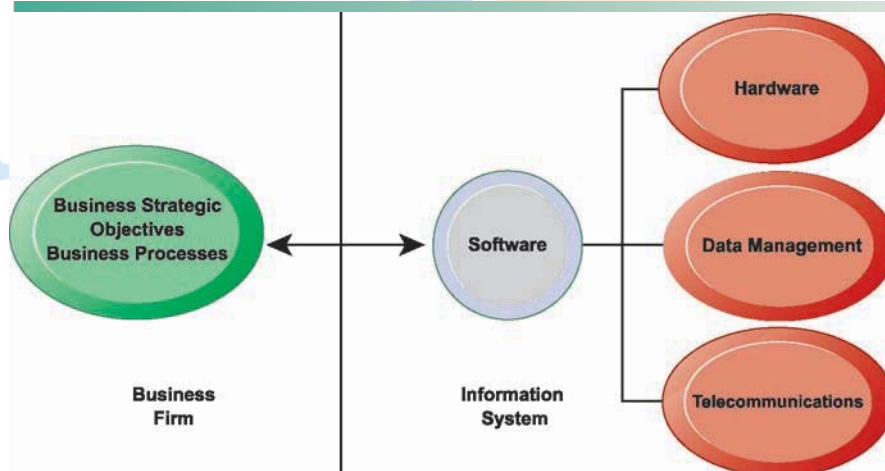 Business Strategic
Objectives
Business Processes
Software
Hardware
Data Management
Telecommunications
Business
Firm
Information
System